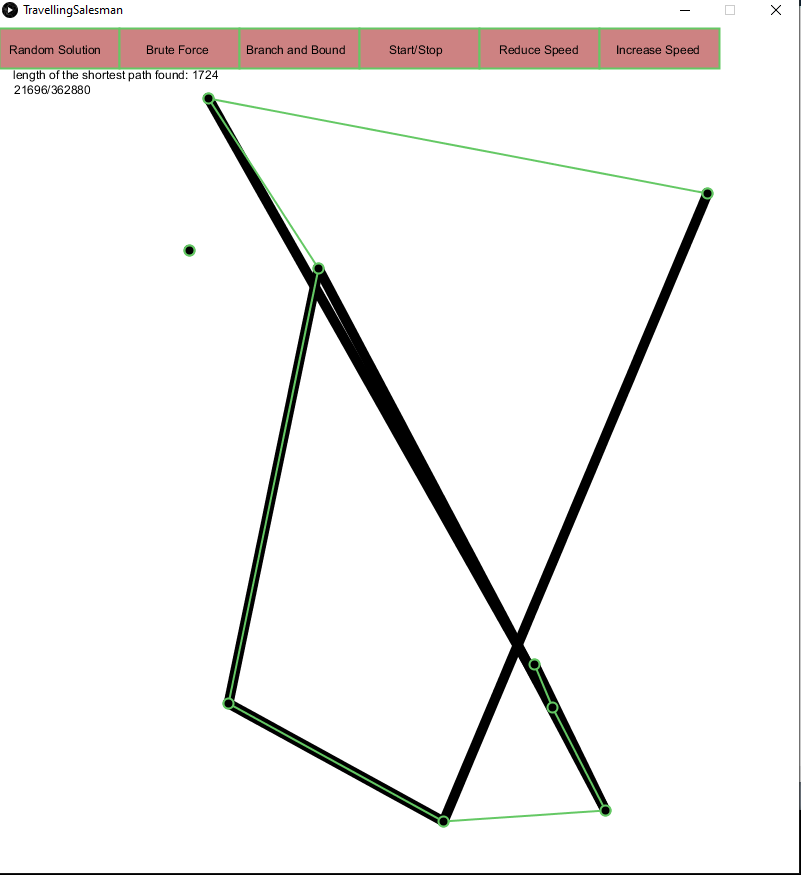 TravellingSalesman
Random Solution Brute Force Branch and Bound Start/Stop Reduce Speed Increase Speed
length of the shortest path found: 1724
21696/362880